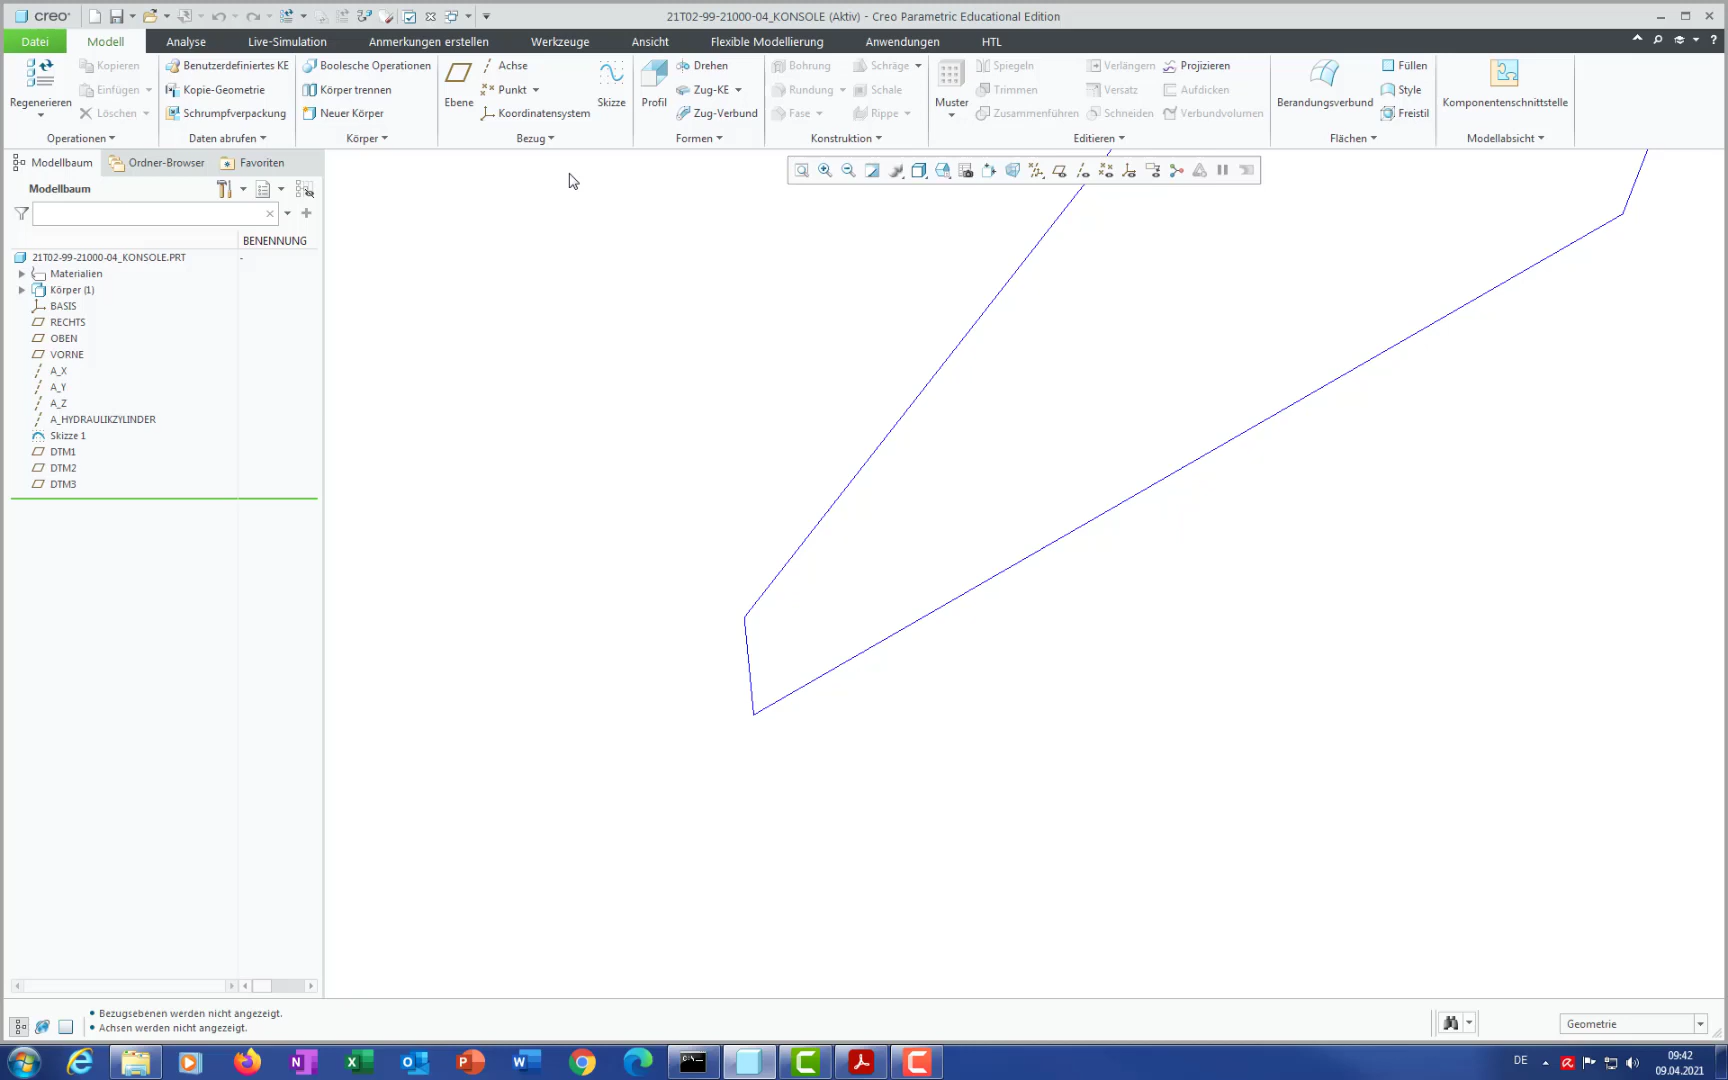 creo
21T02-99-21000-04_KONSOLE (Aktiv) - Creo Parametric Educational Edition
Datei
Modell
Analyse
Live-Simulation
Anmerkungen erstellen
Werkzeuge
Ansicht
Flexible Modellierung
Anwendungen
HTL
Regenerieren
Kopieren
Einfügen
Löschen
Operationen
Benutzerdefiniertes KE
Kopie-Geometrie
Schrumpfverpackung
Daten abrufen
Boolesche Operationen
Körper trennen
Neuer Körper
Körper
Ebene
Achse
Punkt
Koordinatensystem
Skizze
Bezug
Profil
Drehen
Zug-KE
Zug-Verbund
Formen
Bohrung
Rundung
Fase
Schräge
Schale
Rippe
Konstruktion
Muster
Spiegeln
Trimmen
Zusammenführen
Verlängern
Versatz
Schneiden
Projizieren
Aufdicken
Verbundvolumen
Editieren
Berandungsverbund
Füllen
Style
Freistil
Flächen
Komponentenschnittstelle
Modellabsicht
Modellbaum
Ordner-Browser
Favoriten
Modellbaum
BENENNUNG
21T02-99-21000-04_KONSOLE.PRT
-
Materialien
Körper (1)
BASIS
RECHTS
OBEN
VORNE
A_X
A_Y
A_Z
A_HYDRAULIKZYLINDER
Skizze 1
DTM1
DTM2
DTM3
Bezugsebenen werden nicht angezeigt.
Achsen werden nicht angezeigt.
Geometrie
DE
09:42
09.04.2021